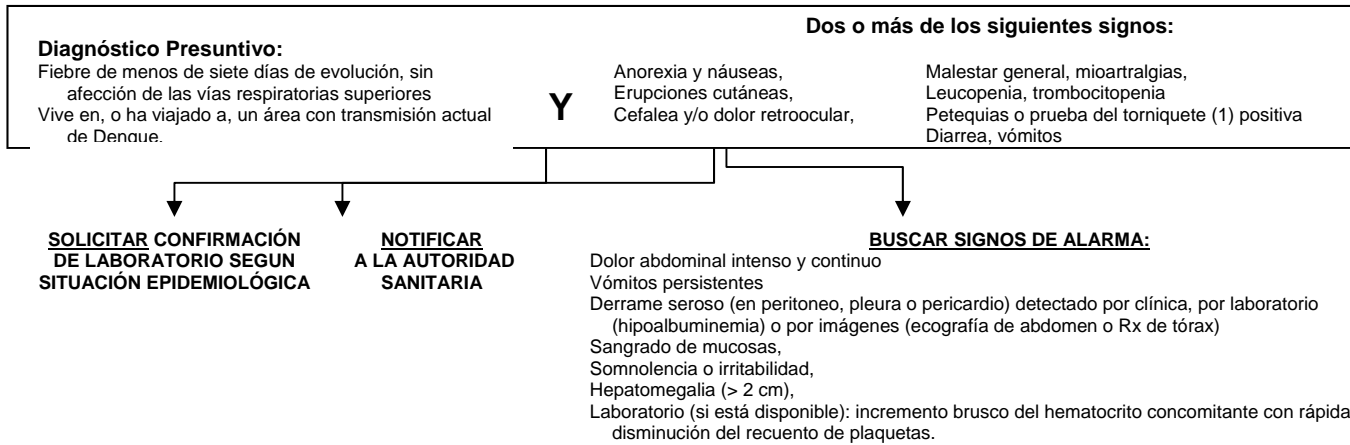 Dos o más de los siguientes signos:
Diagnóstico Presuntivo:
Fiebre de menos de siete días de evolución, sin
afección de las vías respiratorias superiores
Vive en, o ha viajado a, un área con transmisión actual
de Dengue.
Y
Anorexia y náuseas,
Erupciones cutáneas,
Cefalea y/o dolor retroocular,
Malestar general, mioartralgias,
Leucopenia, trombocitopenia
Petequias o prueba del torniquete (1) positiva
Diarrea, vómitos
SOLICITAR CONFIRMACIÓN
DE LABORATORIO SEGUN
SITUACIÓN EPIDEMIOLÓGICA
NOTIFICAR
A LA AUTORIDAD
SANITARIA
BUSCAR SIGNOS DE ALARMA:
Dolor abdominal intenso y continuo
Vómitos persistentes
Derrame seroso (en peritoneo, pleura o pericardio) detectado por clínica, por laboratorio
(hipoalbuminemia) o por imágenes (ecografía de abdomen o Rx de tórax)
Sangrado de mucosas,
Somnolencia o irritabilidad,
Hepatomegalia (> 2 cm),
Laboratorio (si está disponible): incremento brusco del hematocrito concomitante con rápida
disminución del recuento de plaquetas.